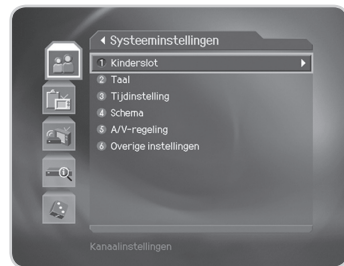 Systeeminstellingen
1 Kinderslot
2 Taal
3 Tijdinstelling
4 Schema
5 A/V-regeling
6 Overige instellingen
Kanaalinstellingen